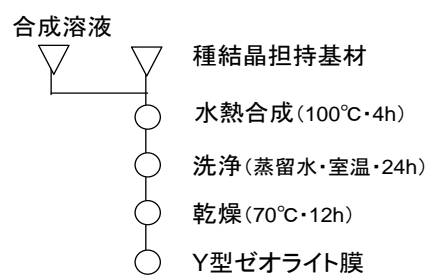 合成溶液
種結晶担持基材
水熱合成(100℃・4h)
洗浄(蒸留水・室温・24h)
乾燥(70℃・12h)
Y型ゼオライト膜